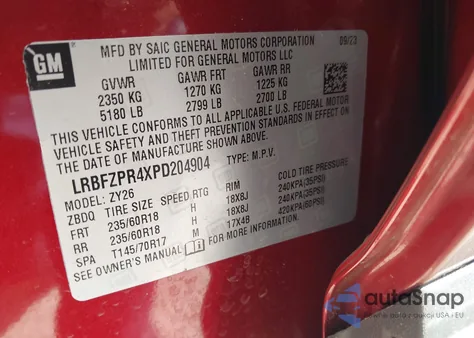 GM
MFD BY SAIC GENERAL MOTORS CORPORATION 09/23
LIMITED FOR GENERAL MOTORS LLC
GVWR GAWR FRT GAWR RR
2350 KG 1270 KG 1225 KG
5180 LB 2799 LB 2700 LB
THIS VEHICLE CONFORMS TO ALL APPLICABLE U.S. FEDERAL MOTOR
VEHICLE SAFETY AND THEFT PREVENTION STANDARDS IN EFFECT ON
THE DATE OF MANUFACTURE SHOWN ABOVE.
LRBFZPR4XPD204904 TYPE: M.P.V.
MODEL: ZY26
ZBDQ TIRE SIZE SPEED RTG RIM COLD TIRE PRESSURE
FRT 235/60R18 H 18X8J 240KPA(35PSI)
RR 235/60R18 H 18X8J 240KPA(35PSI)
SPA T145/70R17 M 17X4B 420KPA(60PSI)
SEE OWNER'S MANUAL FOR MORE INFORMATION.
autoSnap
z aukcji USA i EU